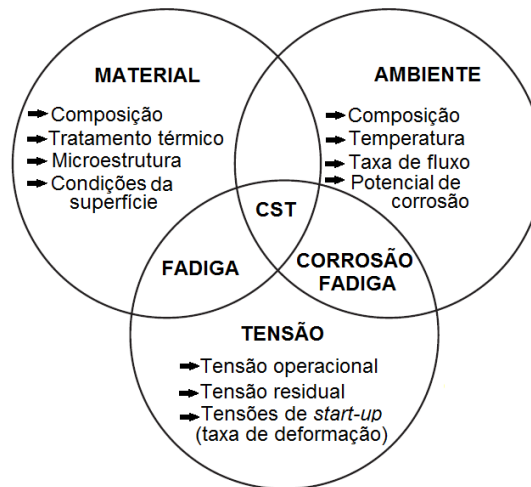 MATERIAL
Composição
Tratamento térmico
Microestrutura
Condições da
superfície
AMBIENTE
Composição
Temperatura
Taxa de fluxo
Potencial de
corrosão
CST
FADIGA
CORROSÃO
FADIGA
TENSÃO
Tensão operacional
Tensão residual
Tensões de start-up
(taxa de deformação)